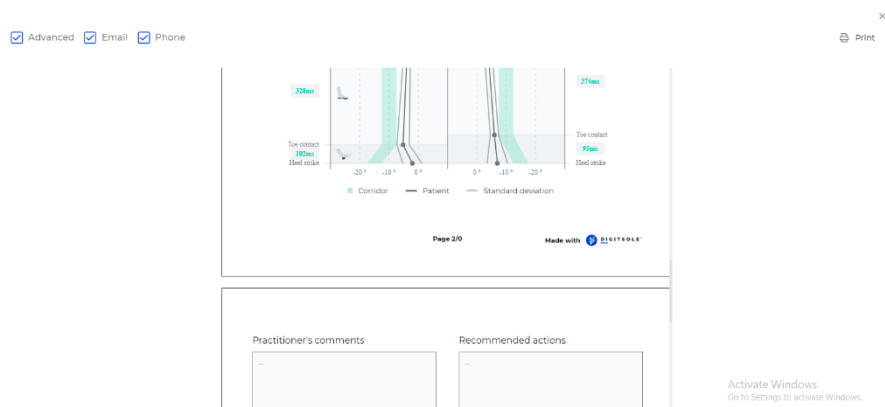 ×
Advanced Email Phone
Print
328ms
374ms
Toe contact
102ms
Heel strike
Toe contact
95ms
Heel strike
-20 ° -10 ° 0 °
0 ° -10 ° -20 °
Corridor Patient Standard deviation
Page 2/0
Made with DIGITSOLE
Practitioner's comments
Recommended actions
...
...
Activate Windows
Go to Settings to activate Windows.